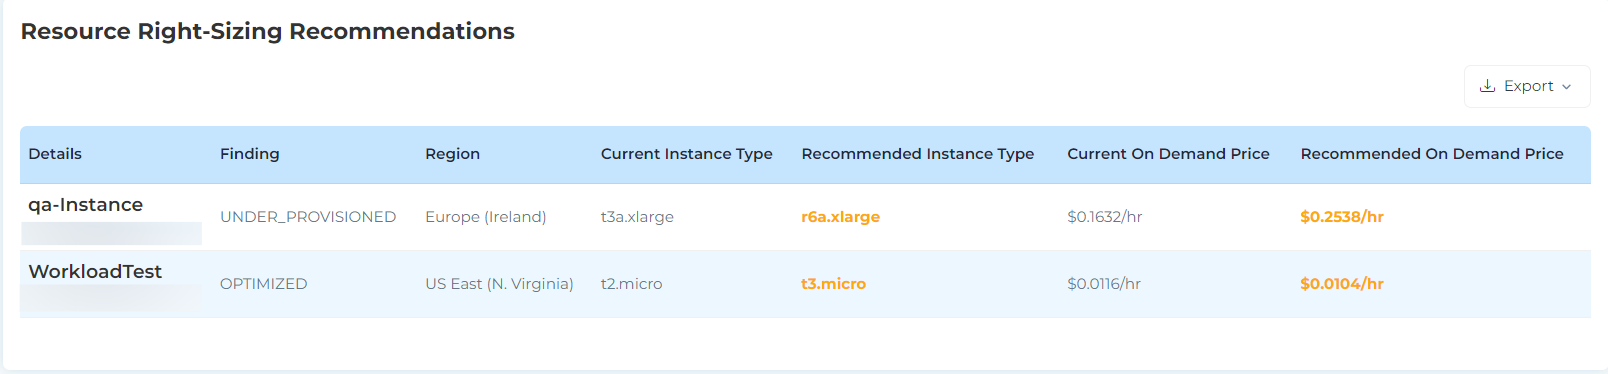 Resource Right-Sizing Recommendations
Export
Details Finding Region Current Instance Type Recommended Instance Type Current On Demand Price Recommended On Demand Price
qa-Instance UNDER_PROVISIONED Europe (Ireland) t3a.xlarge r6a.xlarge $0.1632/hr $0.2538/hr
WorkloadTest OPTIMIZED US East (N. Virginia) t2.micro t3.micro $0.0116/hr $0.0104/hr